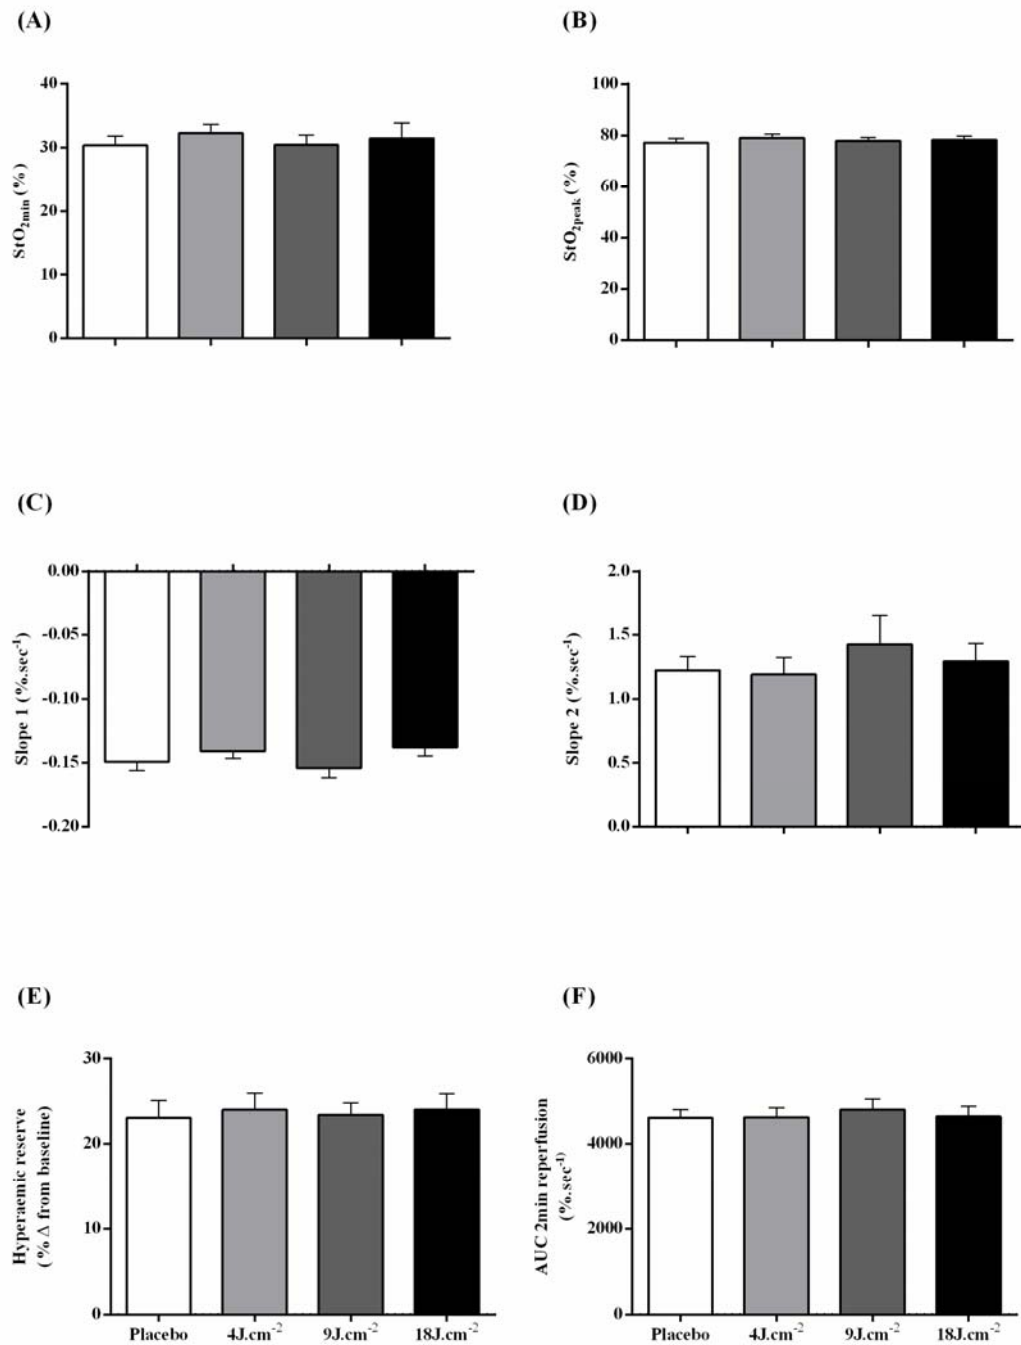 (A)
40
30
20
10
0
StO₂min (%)
(B)
100
80
60
40
20
0
StO₂peak (%)
(C)
0.00
-0.05
-0.10
-0.15
-0.20
Slope 1 (%.sec⁻¹)
(D)
2.0
1.5
1.0
0.5
0.0
Slope 2 (%.sec⁻¹)
(E)
30
20
10
0
Hyperaemic reserve
(% Δ from baseline)
Placebo 4J.cm⁻² 9J.cm⁻² 18J.cm⁻²
(F)
6000
4000
2000
0
AUC 2min reperfusion
(%.sec⁻¹)
Placebo 4J.cm⁻² 9J.cm⁻² 18J.cm⁻²